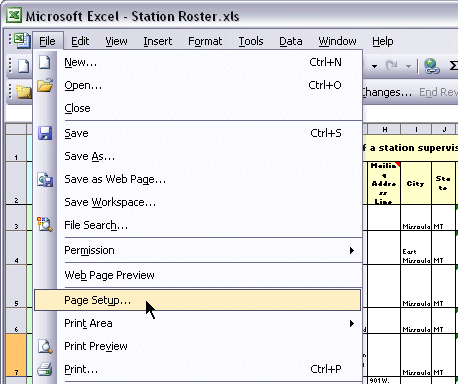 Microsoft Excel - Station Roster.xls
File Edit View Insert Format Tools Data Window Help
New... Ctrl+N
Open... Ctrl+O
Close
Save Ctrl+S
Save As...
Save as Web Page...
Save Workspace...
File Search...
Permission
Web Page Preview
Page Setup...
Print Area
Print Preview
Print... Ctrl+P
Changes... End Rev
H I J
1 f a station supervis
2 Mailin
g
Addre
ss
Line
City
Sta
te
3 Missoula MT
4 East
Missoula MT
5 Missoula MT
6 Missoula MT
7 Missoula MT
901W.